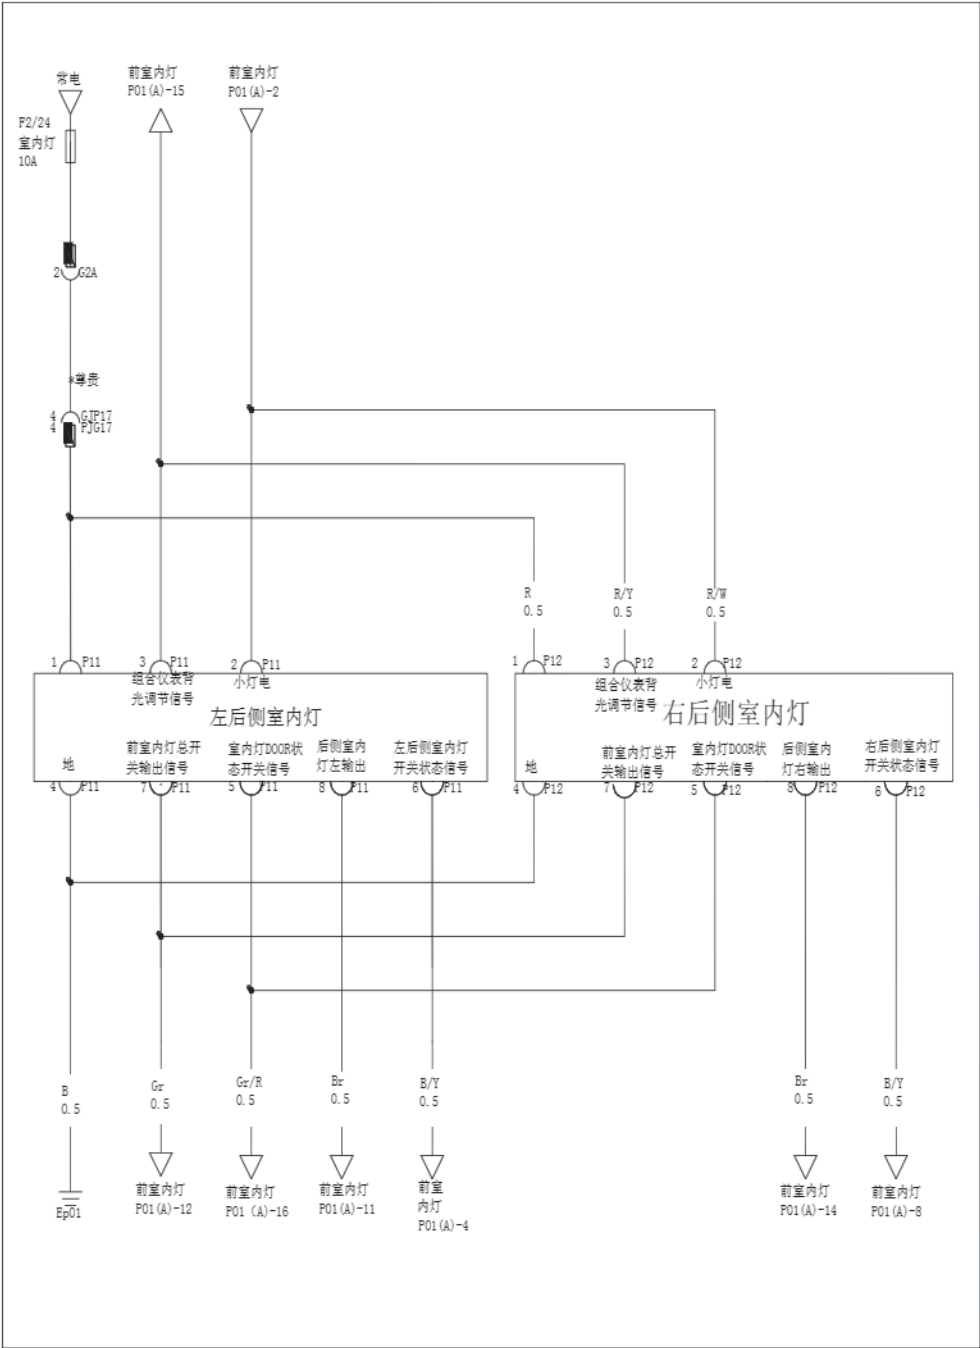 常电
前室内灯
P01(A)-15
前室内灯
P01(A)-2
F2/24
室内灯
10A
2 G2A
*尊贵
4 GJP17
4 PJG17
R
0.5
R/Y
0.5
R/W
0.5
1 P11
3 P11
2 P11
1 P12
3 P12
2 P12
组合仪表背
光调节信号
小灯电
左后侧室内灯
地
前室内灯总开
关输出信号
室内灯DOOR状
态开关信号
后侧室内
灯左输出
左后侧室内灯
开关状态信号
组合仪表背
光调节信号
小灯电
右后侧室内灯
地
前室内灯总开
关输出信号
室内灯DOOR状
态开关信号
后侧室内
灯右输出
右后侧室内灯
开关状态信号
4 P11
7 P11
5 P11
8 P11
6 P11
4 P12
7 P12
5 P12
8 P12
6 P12
B
0.5
Gr
0.5
Gr/R
0.5
Br
0.5
B/Y
0.5
Br
0.5
B/Y
0.5
Ep01
前室内灯
P01(A)-12
前室内灯
P01 (A)-16
前室内灯
P01(A)-11
前室
内灯
P01(A)-4
前室内灯
P01(A)-14
前室内灯
P01(A)-8